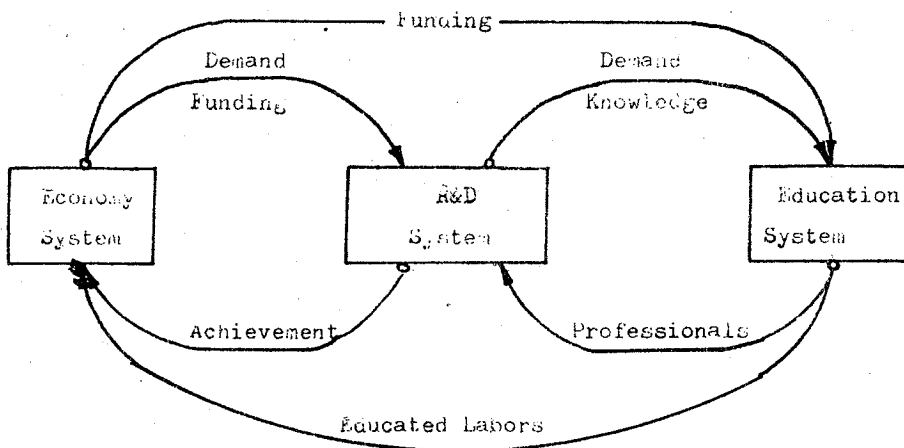 Funding
Demand
Demand
Funding
Knowledge
Economy
R&D
Education
System
System
System
Achievement
Professionals
Educated Labors